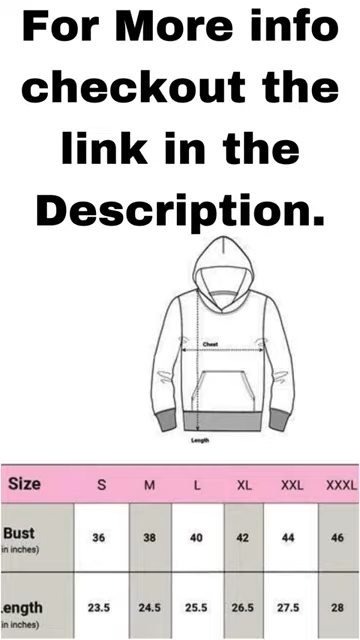 For More info
checkout the
link in the
Description.
Chest
Length
Size S M L XL XXL XXXL
Bust 36 38 40 42 44 46
in inches)
ength 23.5 24.5 25.5 26.5 27.5 28
in inches)